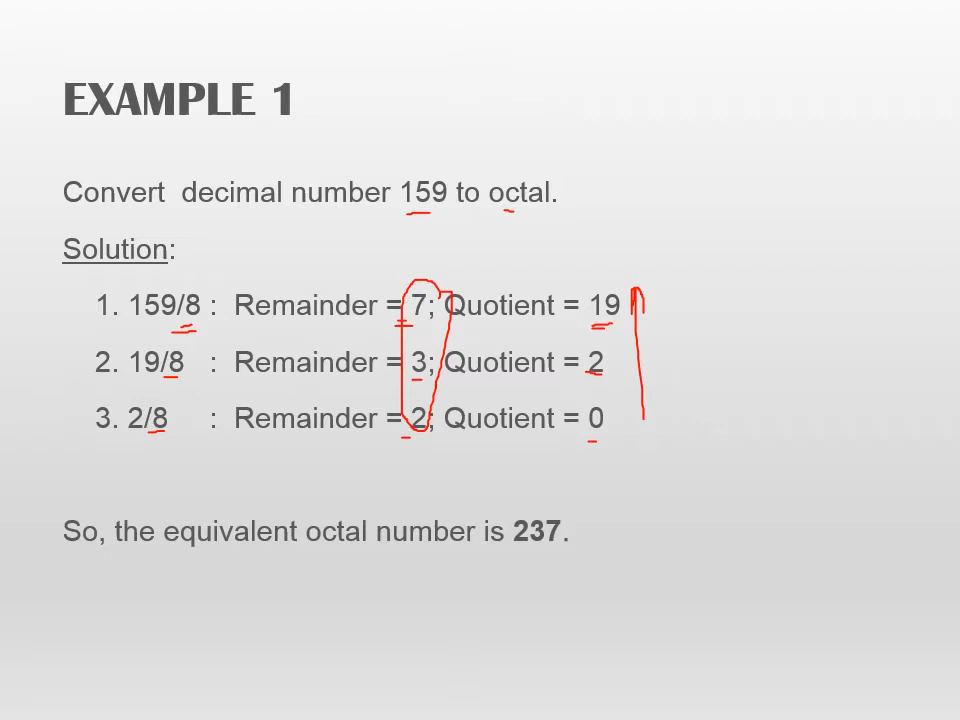 EXAMPLE 1
Convert decimal number 159 to octal.
Solution:
1. 159/8 : Remainder = 7; Quotient = 19
2. 19/8 : Remainder = 3; Quotient = 2
3. 2/8 : Remainder = 2; Quotient = 0
So, the equivalent octal number is 237.